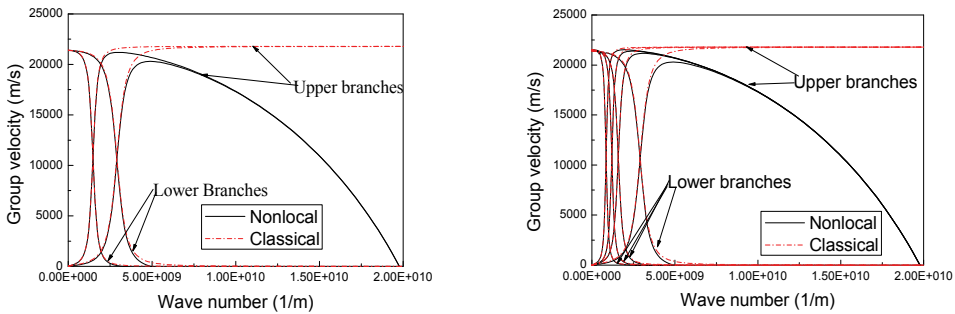 25000
20000
15000
10000
5000
0
Group velocity (m/s)
Upper branches
Lower Branches
Nonlocal
Classical
0.00E+000 5.00E+009 1.00E+010 1.50E+010 2.00E+010
Wave number (1/m)
25000
20000
15000
10000
5000
0
Group velocity (m/s)
Upper branches
Lower branches
Nonlocal
Classical
0.00E+000 5.00E+009 1.00E+010 1.50E+010 2.00E+010
Wave number (1/m)